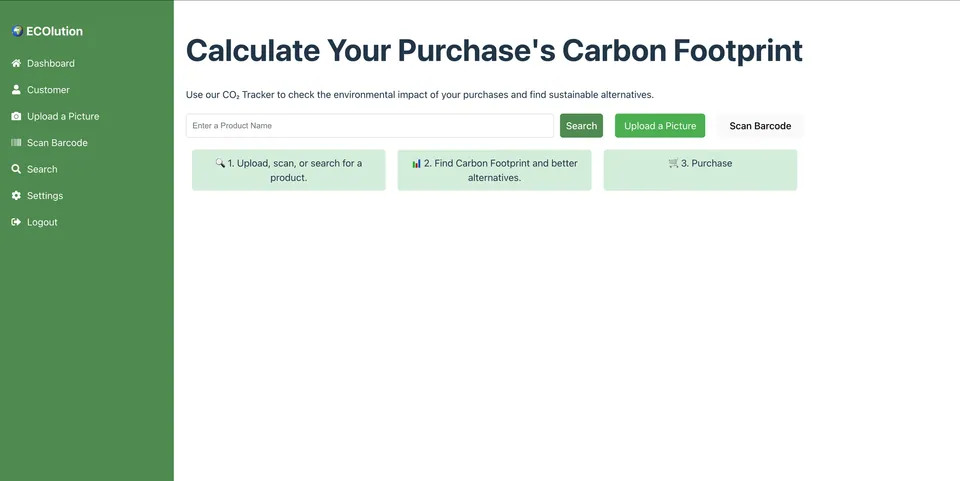 🌍 ECOlution
Dashboard
Customer
Upload a Picture
Scan Barcode
Search
Settings
Logout
Calculate Your Purchase's Carbon Footprint
Use our CO₂ Tracker to check the environmental impact of your purchases and find sustainable alternatives.
Enter a Product Name
Search
Upload a Picture
Scan Barcode
🔍 1. Upload, scan, or search for a
product.
📊 2. Find Carbon Footprint and better
alternatives.
🛒 3. Purchase